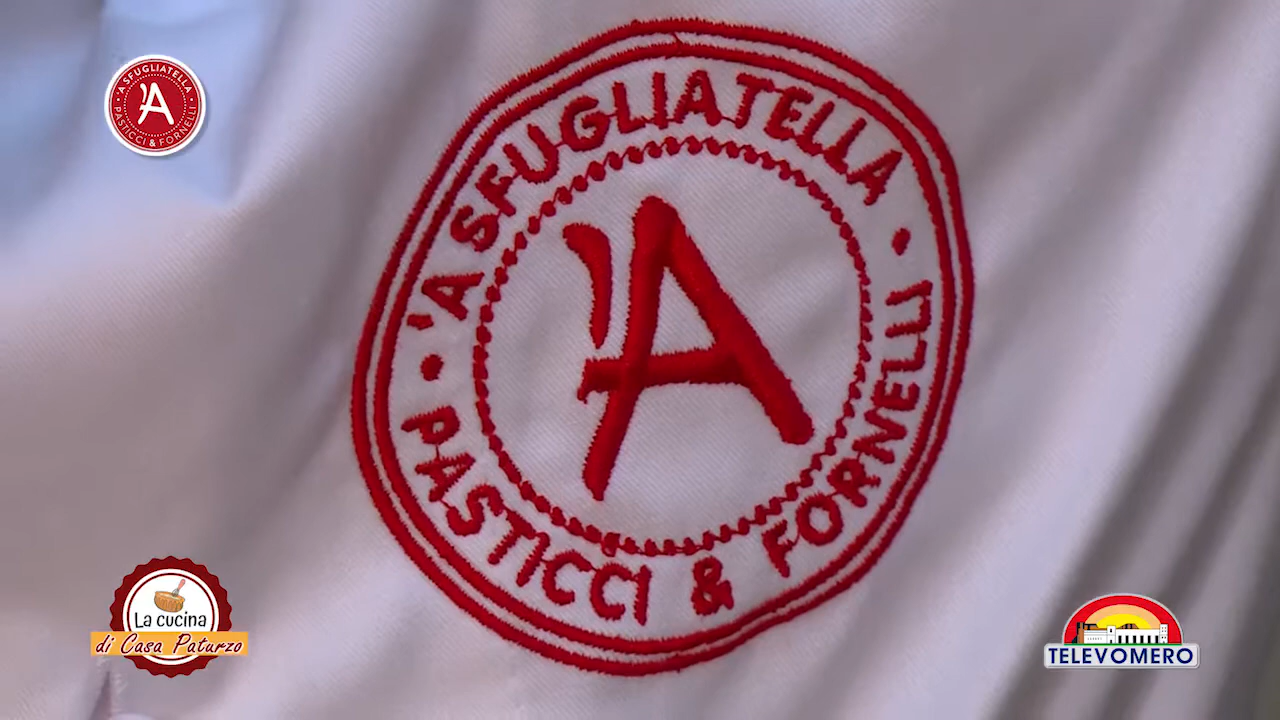 'A SFUGLIATELLA
'A
PASTICCI & FORNELLI
'A SFUGLIATELLA
'A
PASTICCI & FORNELLI
La cucina
di Casa Paturzo
TELEVOMERO